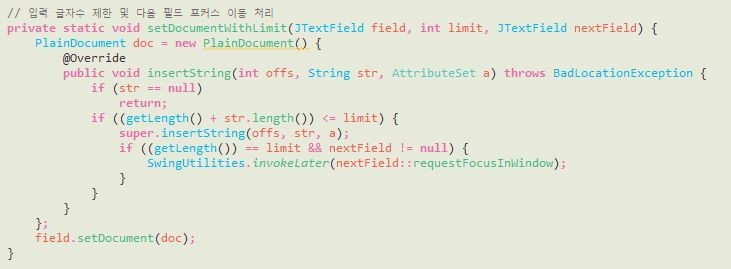 // 입력 글자수 제한 및 다음 필드 포커스 이동 처리
private static void setDocumentWithLimit(JTextField field, int limit, JTextField nextField) {
    PlainDocument doc = new PlainDocument() {
        @Override
        public void insertString(int offs, String str, AttributeSet a) throws BadLocationException {
            if (str == null)
                return;
            if ((getLength() + str.length()) <= limit) {
                super.insertString(offs, str, a);
                if ((getLength()) == limit && nextField != null) {
                    SwingUtilities.invokeLater(nextField::requestFocusInWindow);
                }
            }
        }
    };
    field.setDocument(doc);
}